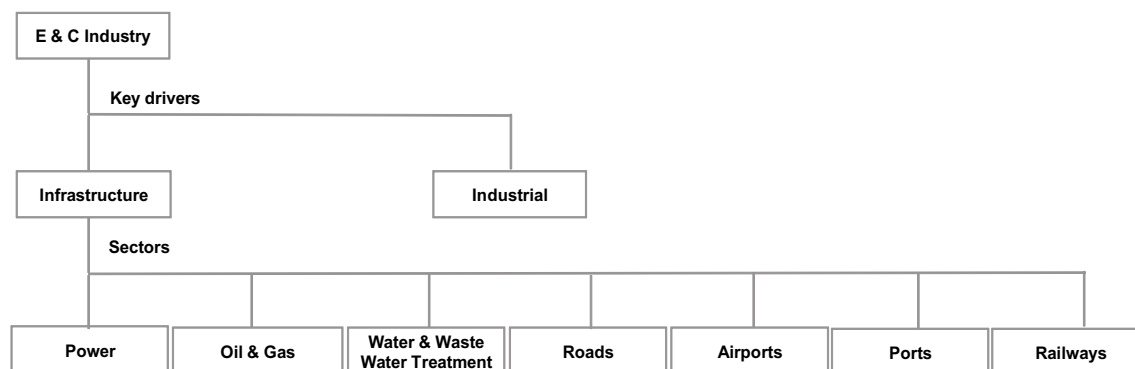 E & C Industry
Key drivers
Infrastructure
Industrial
Sectors
Power
Oil & Gas
Water & Waste
Water Treatment
Roads
Airports
Ports
Railways